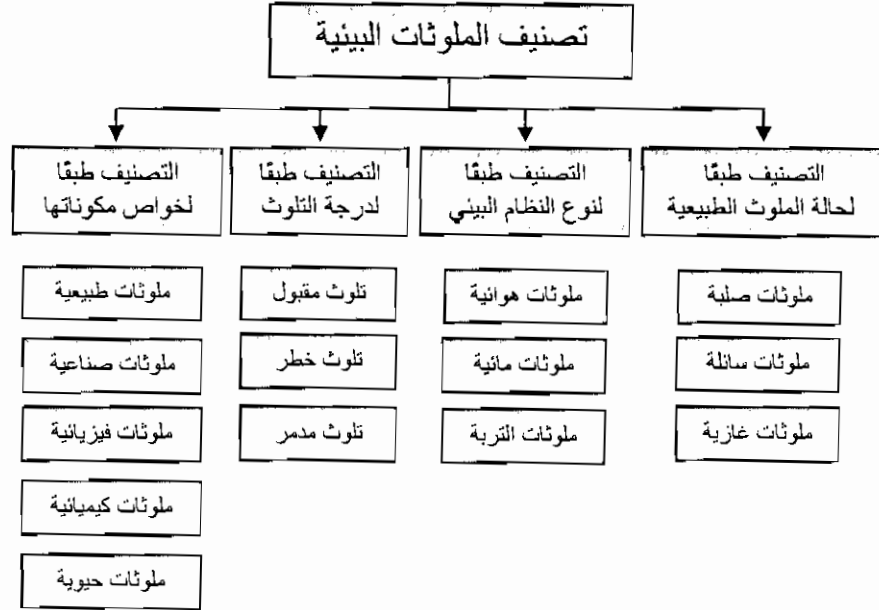 تصنيف الملوثات البيئية
التصنيف طبقًا
لحالة الملوث الطبيعية
ملوثات صلبة
ملوثات سائلة
ملوثات غازية
التصنيف طبقًا
لنوع النظام البيئي
ملوثات هوائية
ملوثات مائية
ملوثات التربة
التصنيف طبقًا
لدرجة التلوث
تلوث مقبول
تلوث خطر
تلوث مدمر
التصنيف طبقًا
لخواص مكوناتها
ملوثات طبيعية
ملوثات صناعية
ملوثات فيزيائية
ملوثات كيميائية
ملوثات حيوية